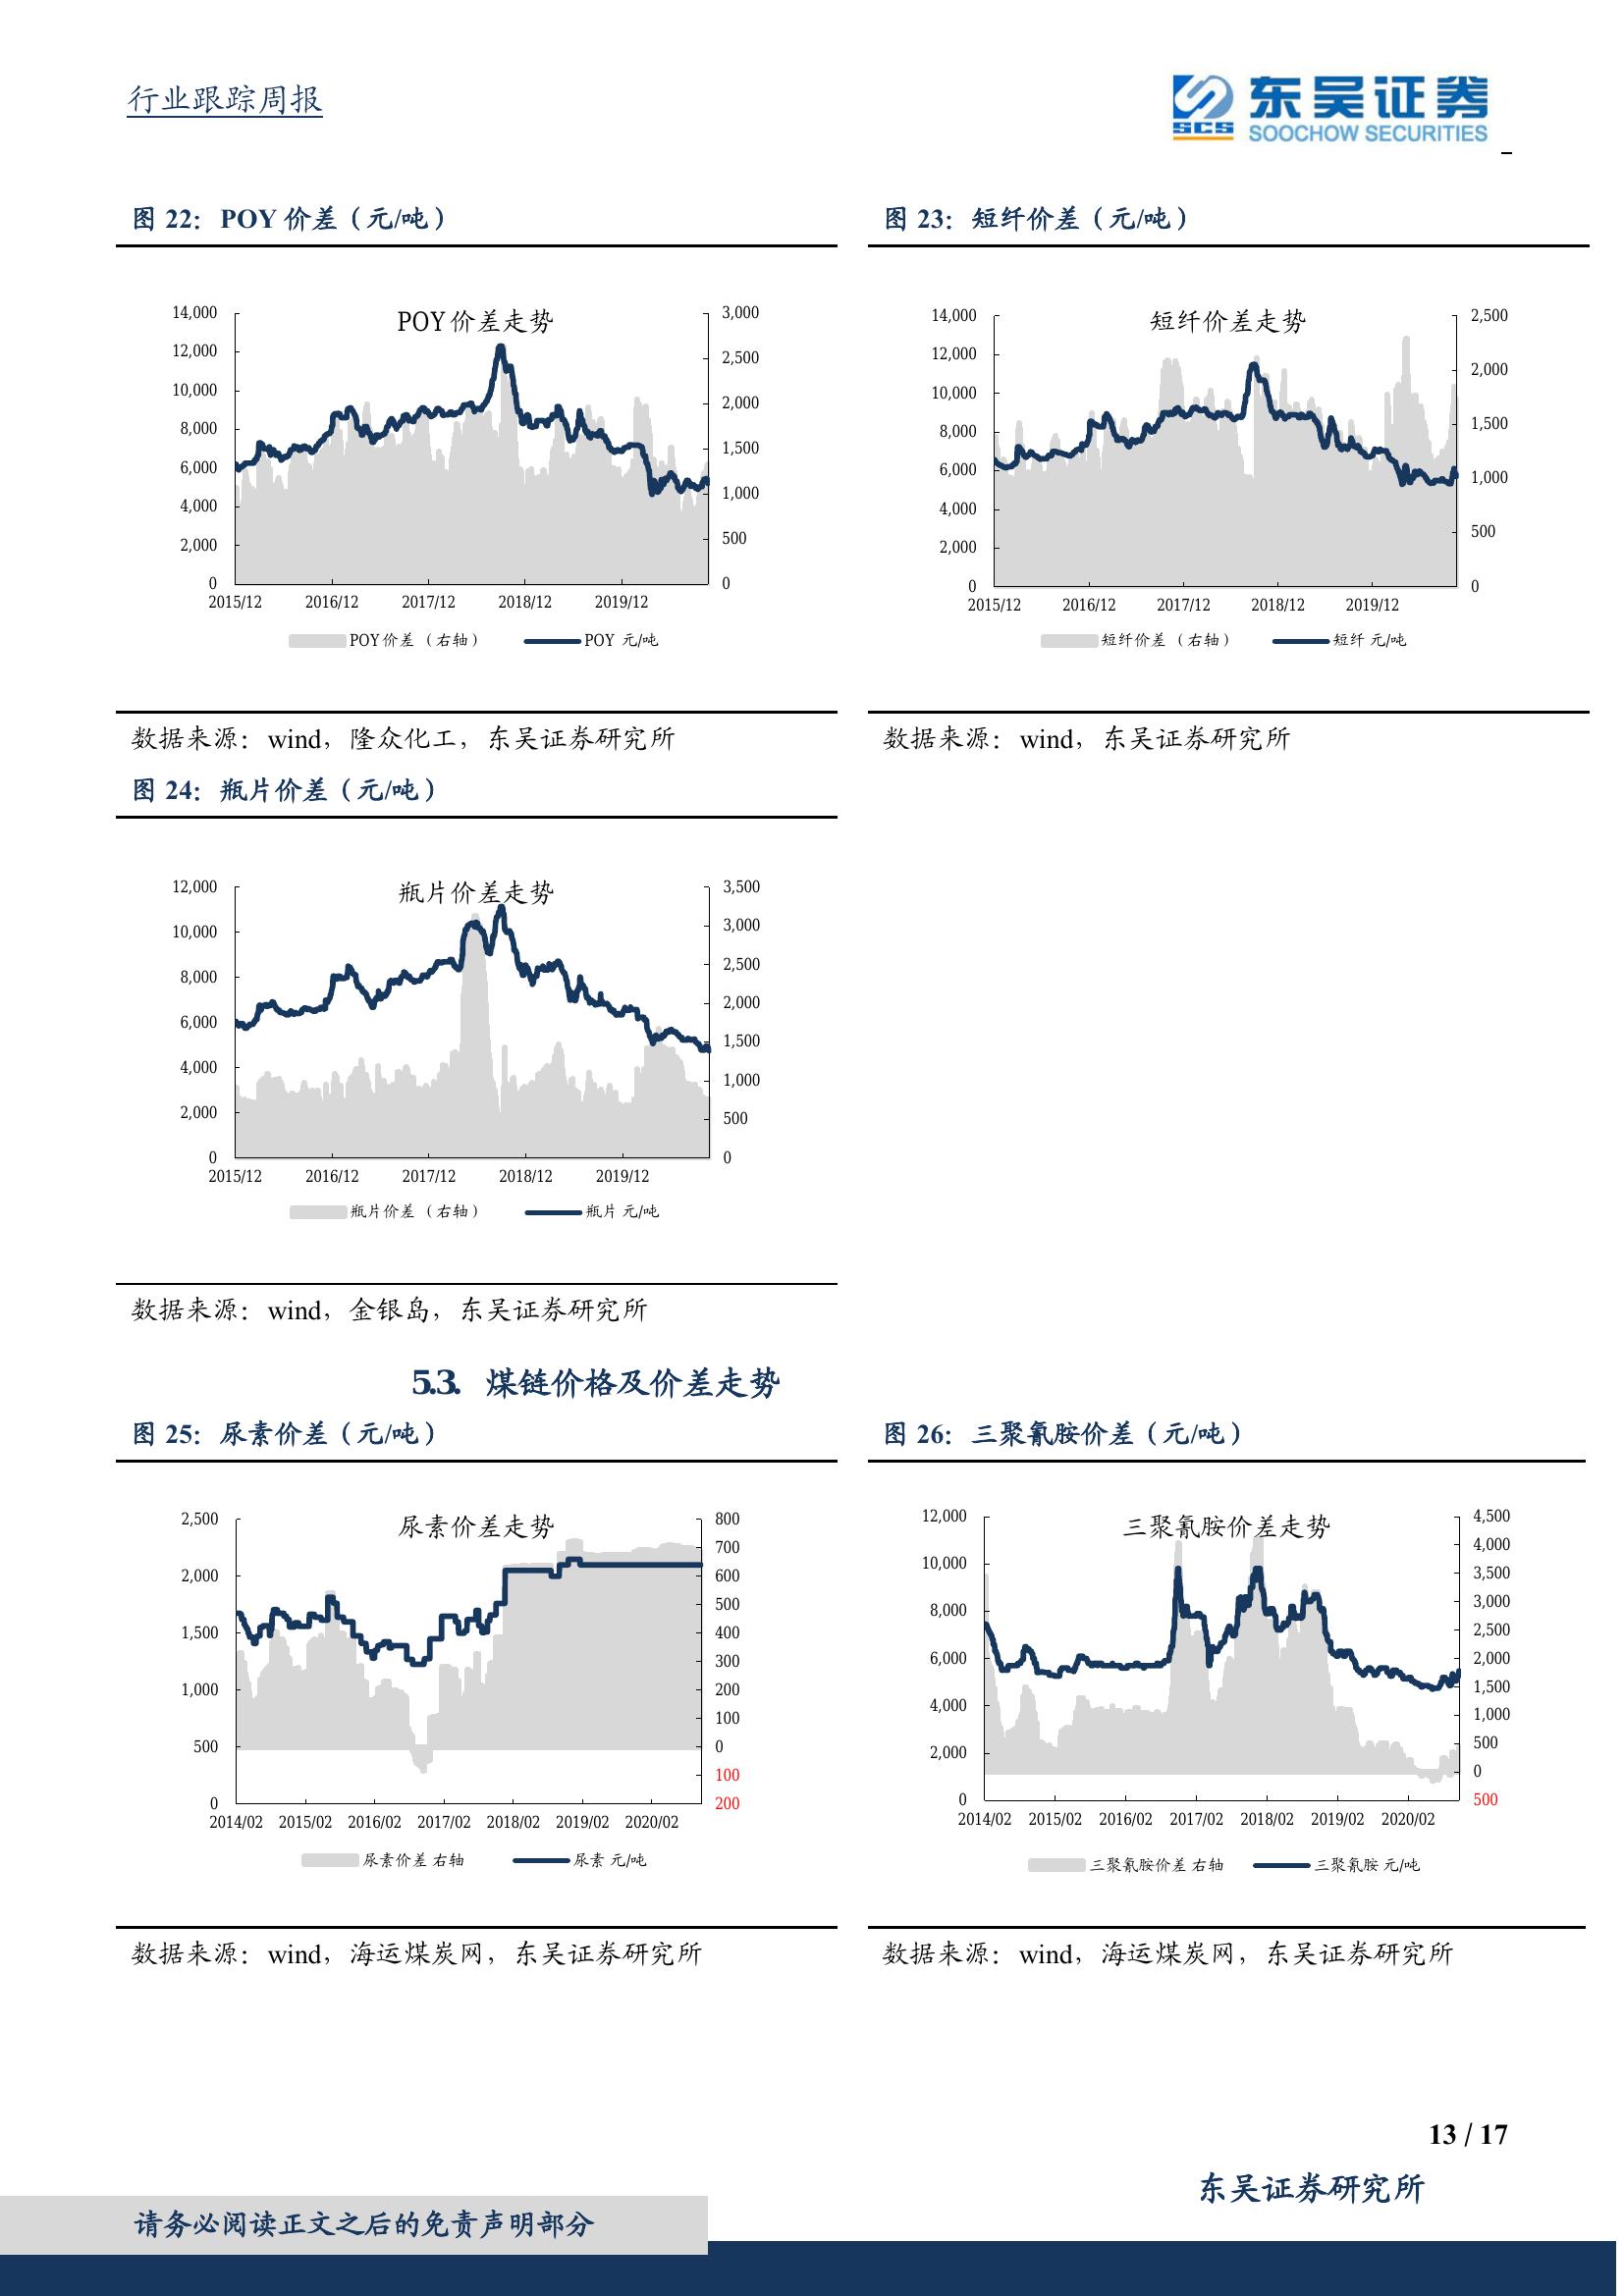 行业跟踪周报
SCS
东吴证券
SOOCHOW SECURITIES
图 22：POY 价差（元/吨）
POY 价差走势
14,000
12,000
10,000
8,000
6,000
4,000
2,000
0
3,000
2,500
2,000
1,500
1,000
500
0
2015/12 2016/12 2017/12 2018/12 2019/12
POY 价差（右轴） POY 元/吨
数据来源：wind，隆众化工，东吴证券研究所
图 23：短纤价差（元/吨）
短纤价差走势
14,000
12,000
10,000
8,000
6,000
4,000
2,000
0
2,500
2,000
1,500
1,000
500
0
2015/12 2016/12 2017/12 2018/12 2019/12
短纤价差（右轴） 短纤 元/吨
数据来源：wind，东吴证券研究所
图 24：瓶片价差（元/吨）
瓶片价差走势
12,000
10,000
8,000
6,000
4,000
2,000
0
3,500
3,000
2,500
2,000
1,500
1,000
500
0
2015/12 2016/12 2017/12 2018/12 2019/12
瓶片价差（右轴） 瓶片 元/吨
数据来源：wind，金银岛，东吴证券研究所
5.3. 煤链价格及价差走势
图 25：尿素价差（元/吨）
尿素价差走势
2,500
2,000
1,500
1,000
500
0
800
700
600
500
400
300
200
100
0
100
200
2014/02 2015/02 2016/02 2017/02 2018/02 2019/02 2020/02
尿素价差 右轴 尿素 元/吨
数据来源：wind，海运煤炭网，东吴证券研究所
图 26：三聚氰胺价差（元/吨）
三聚氰胺价差走势
12,000
10,000
8,000
6,000
4,000
2,000
0
4,500
4,000
3,500
3,000
2,500
2,000
1,500
1,000
500
0
500
2014/02 2015/02 2016/02 2017/02 2018/02 2019/02 2020/02
三聚氰胺价差 右轴 三聚氰胺 元/吨
数据来源：wind，海运煤炭网，东吴证券研究所
13 / 17
东吴证券研究所
请务必阅读正文之后的免责声明部分